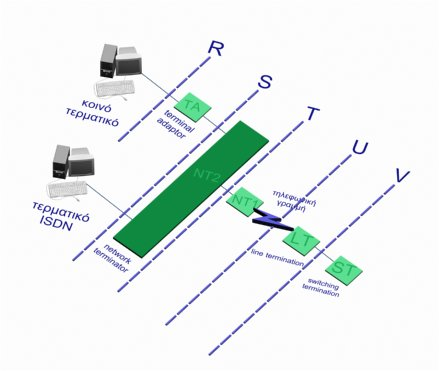 R
S
T
U
V
κοινό
τερματικό
TA
terminal
adaptor
τερματικό
ISDN
NT2
network
terminator
NT1
τηλεφωνική
γραμμή
LT
line termination
ST
switching
termination